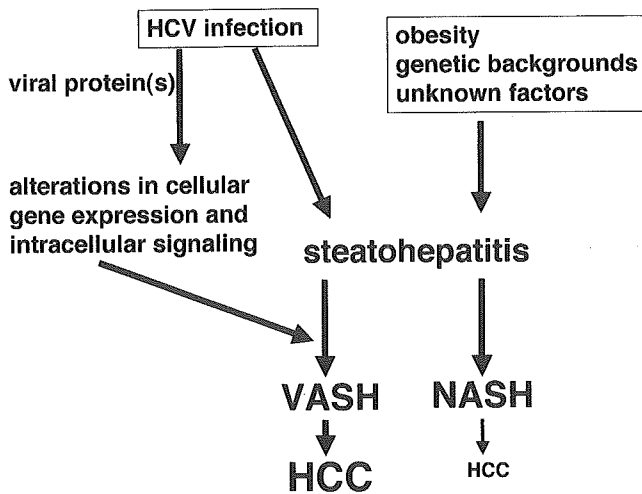 HCV infection
viral protein(s)
obesity
genetic backgrounds
unknown factors
alterations in cellular
gene expression and
intracellular signaling
steatohepatitis
VASH
NASH
HCC
HCC